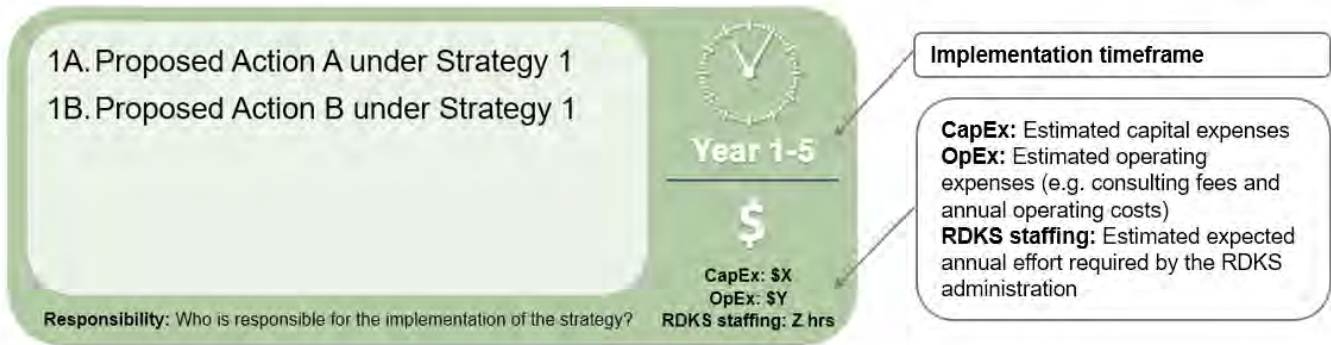 1A. Proposed Action A under Strategy 1
1B. Proposed Action B under Strategy 1
Responsibility: Who is responsible for the implementation of the strategy?
Year 1-5
$
CapEx: $X
OpEx: $Y
RDKS staffing: Z hrs
Implementation timeframe
CapEx: Estimated capital expenses
OpEx: Estimated operating
expenses (e.g. consulting fees and
annual operating costs)
RDKS staffing: Estimated expected
annual effort required by the RDKS
administration